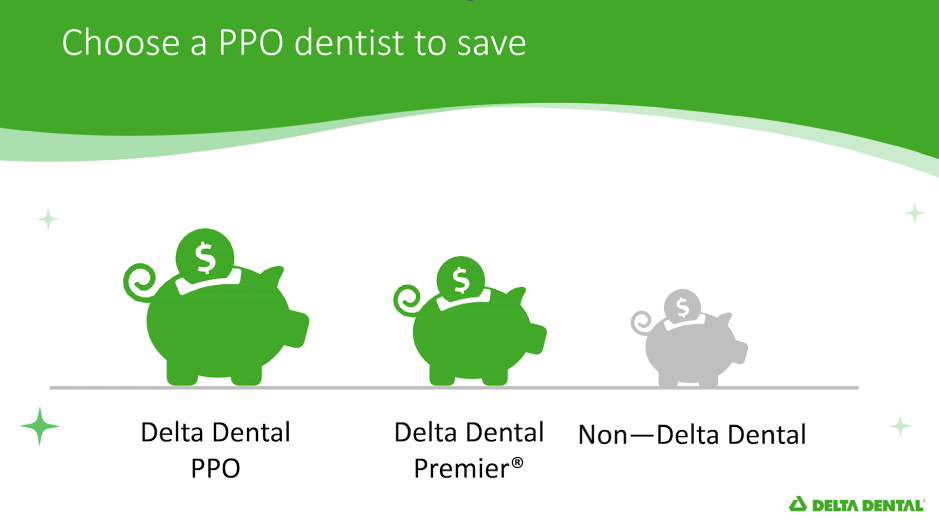 Choose a PPO dentist to save
$
$
$
Delta Dental
PPO
Delta Dental
Premier®
Non—Delta Dental
DELTA DENTAL®